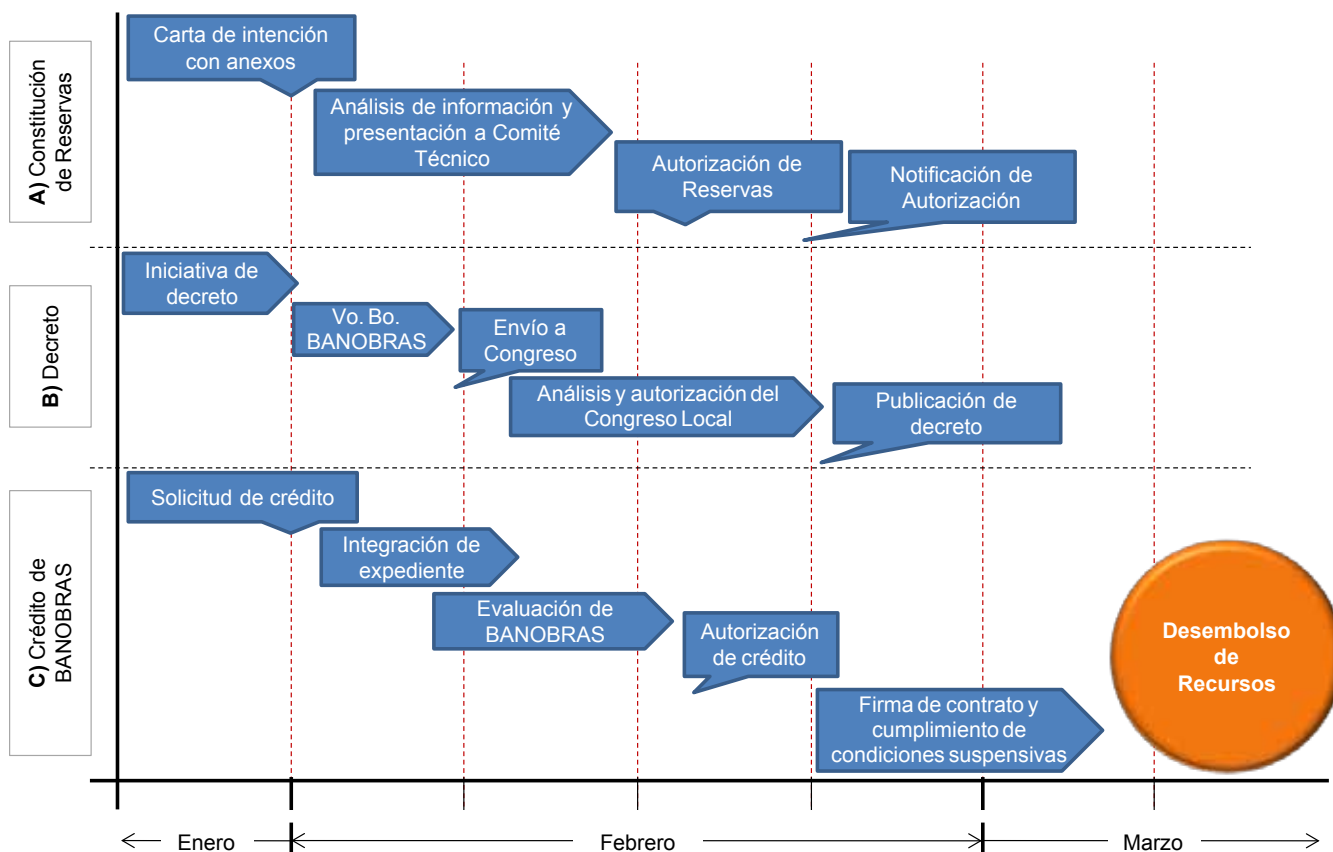 A) Constitución
de Reservas
Carta de intención
con anexos
Análisis de información y
presentación a Comité
Técnico
Autorización de
Reservas
Notificación de
Autorización
B) Decreto
Iniciativa de
decreto
Vo. Bo.
BANOBRAS
Envío a
Congreso
Análisis y autorización del
Congreso Local
Publicación de
decreto
C) Crédito de
BANOBRAS
Solicitud de crédito
Integración de
expediente
Evaluación de
BANOBRAS
Autorización
de crédito
Firma de contrato y
cumplimiento de
condiciones suspensivas
Desembolso
de
Recursos
Enero
Febrero
Marzo